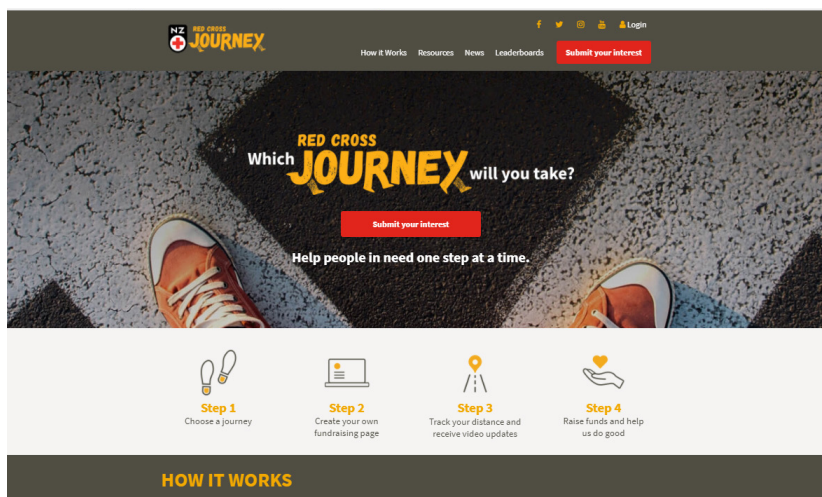 NZ
RED CROSS
JOURNEY
Login
How it Works Resources News Leaderboards Submit your interest
RED CROSS
Which JOURNEY will you take?
Submit your interest
Help people in need one step at a time.
Step 1
Choose a journey
Step 2
Create your own
fundraising page
Step 3
Track your distance and
receive video updates
Step 4
Raise funds and help
us do good
HOW IT WORKS